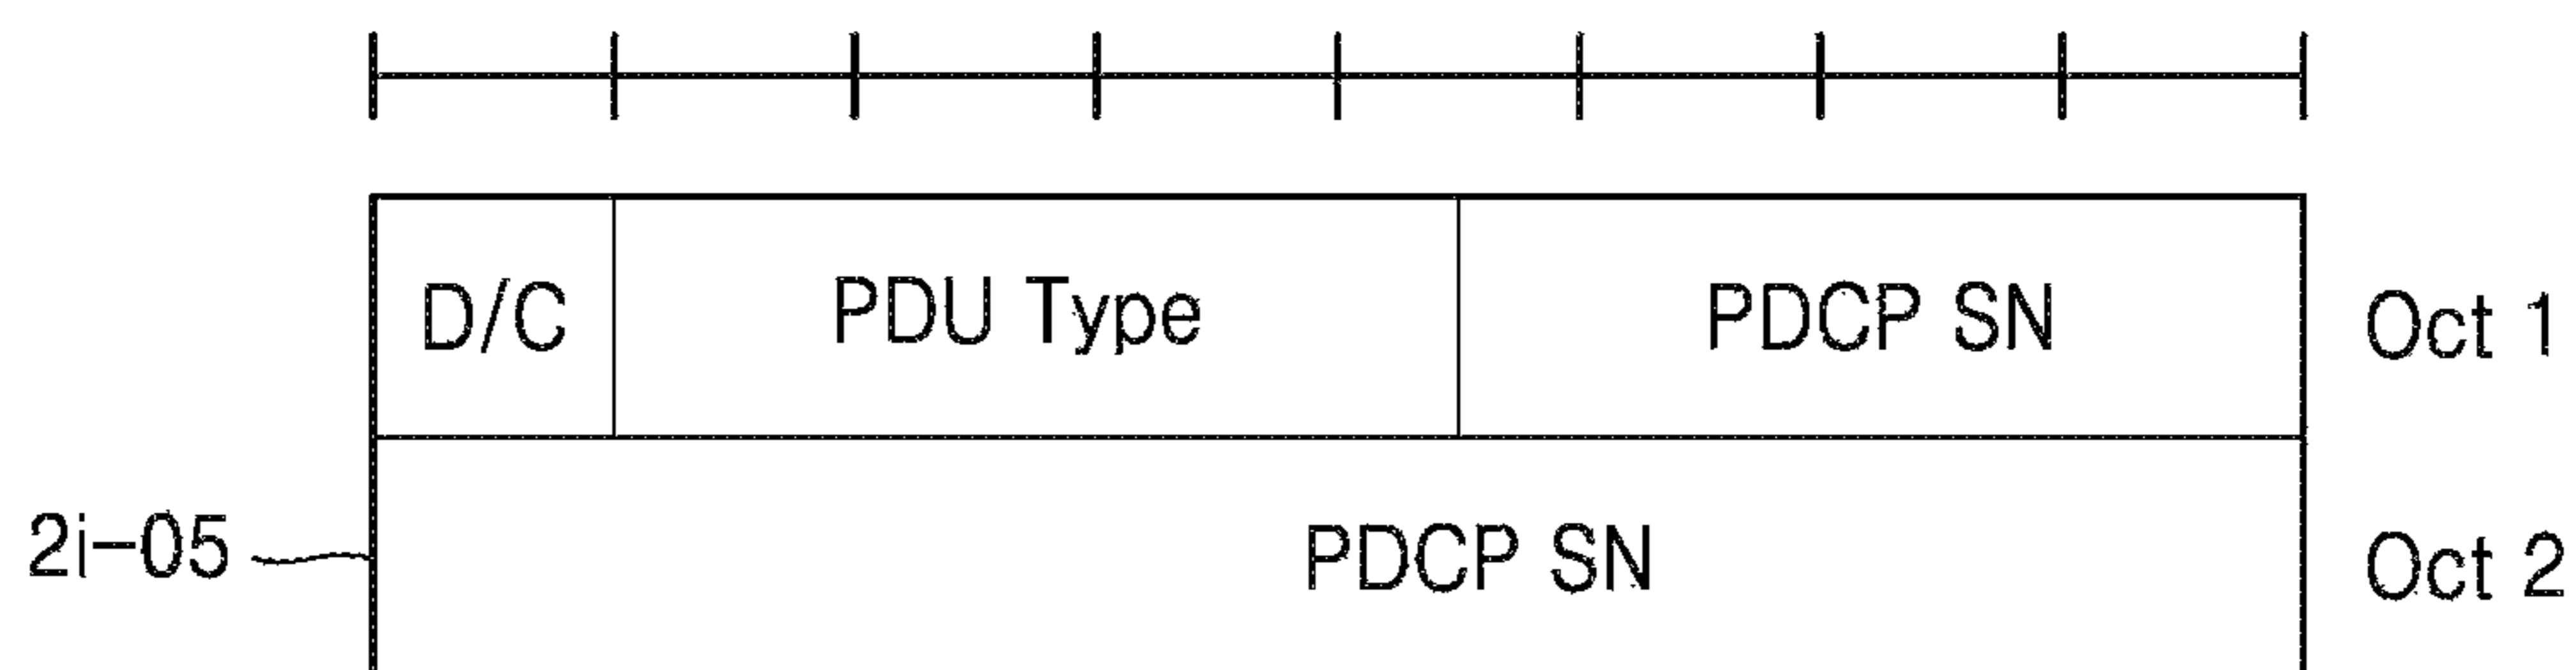 D/C PDU Type PDCP SN Oct 1
2i-05 PDCP SN Oct 2